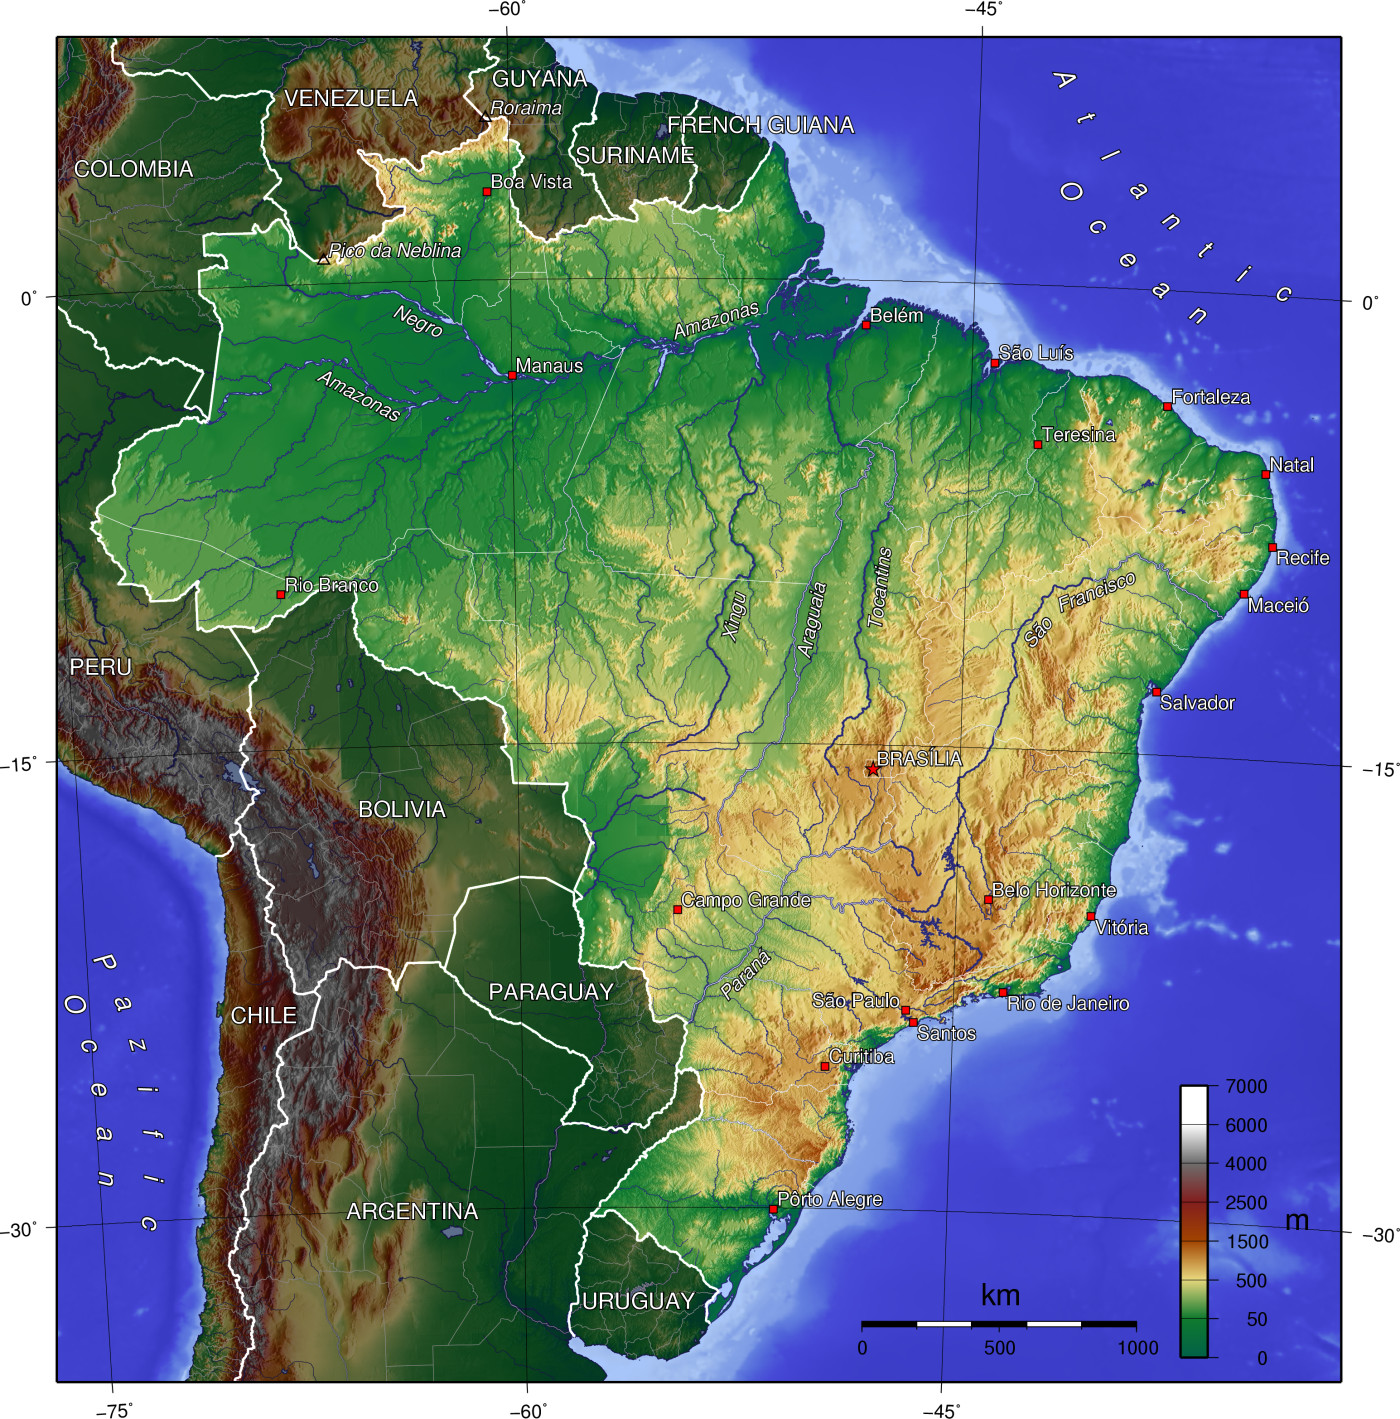 −60°
−45°
GUYANA
VENEZUELA
Roraima
FRENCH GUIANA
SURINAME
COLOMBIA
Boa Vista
Atlantic
Ocean
Pico da Neblina
0°
0°
Negro
Amazonas
Belém
São Luís
Manaus
Amazonas
Fortaleza
Teresina
Natal
Recife
Rio Branco
Maceió
Xingu
Araguaia
Tocantins
São Francisco
PERU
Salvador
BRASÍLIA
−15°
−15°
BOLIVIA
Belo Horizonte
Campo Grande
Vitória
Paraná
Pazific
Ocean
PARAGUAY
CHILE
São Paulo
Rio de Janeiro
Santos
Curitiba
7000
6000
4000
2500
1500
500
50
0
m
Pôrto Alegre
ARGENTINA
−30°
−30°
URUGUAY
km
0
500
1000
−75°
−60°
−45°